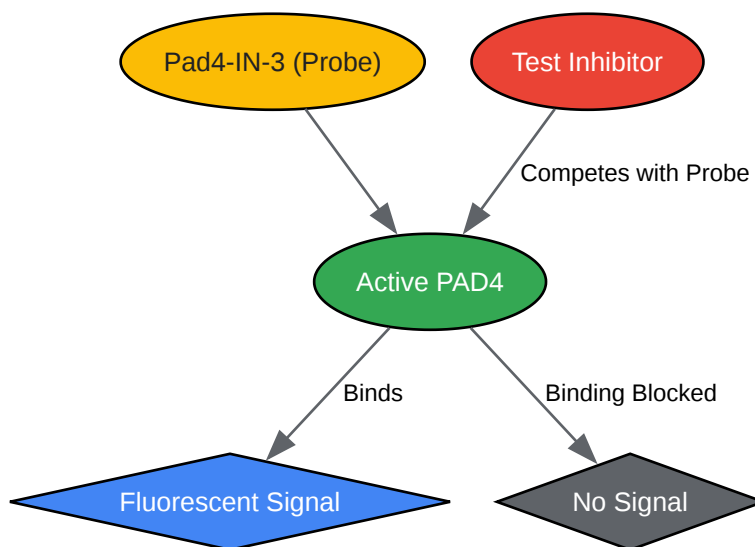 Pad4-IN-3 (Probe)
Test Inhibitor
Competes with Probe
Active PAD4
Binds
Binding Blocked
Fluorescent Signal
No Signal